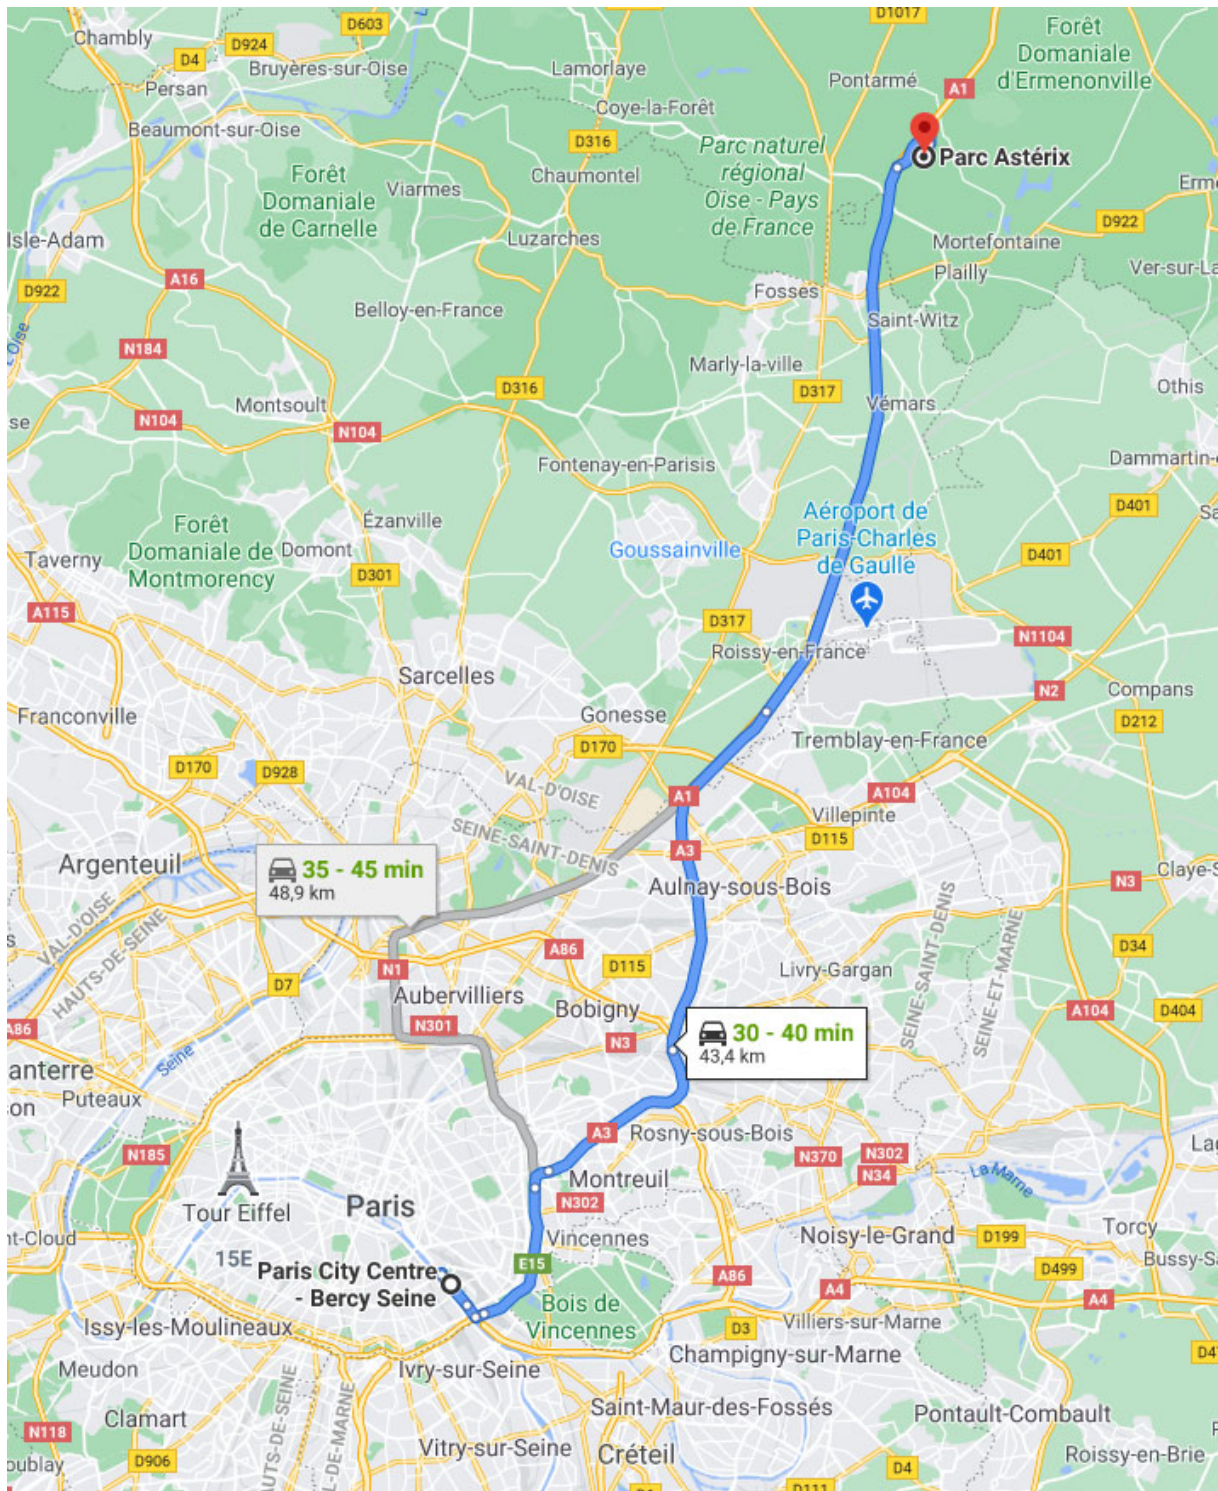 D1017
Forêt
Domaniale
d'Ermenonville
D603
Chambly
D924
D4
Bruyères-sur-Oise
Persan
Lamorlaye
Pontarmé
A1
Coye-la-Forêt
Beaumont-sur-Oise
D316
Parc naturel
régional
Oise - Pays
de France
Parc Astérix
Chaumontel
Forêt
Domaniale
de Carnelle
Viarmes
D922
Luzarches
Mortefontaine
Plailly
A16
D922
Fosses
Belloy-en-France
Saint-Witz
N184
Marly-la-ville
D316
D317
Othis
Montsoult
Vémars
N104
N104
Fontenay-en-Parisis
D401
Aéroport de
Paris-Charles
de Gaulle
Forêt
Domaniale de
Montmorency
Ézanville
Domont
Goussainville
D401
Taverny
D301
A115
D317
N1104
Roissy-en-France
Sarcelles
N2
Compans
Franconville
Gonesse
D212
D170
Tremblay-en-France
D170
D928
VAL-D'OISE
A1
A104
Villepinte
SEINE-SAINT-DENIS
D115
A3
Argenteuil
35 - 45 min
48,9 km
Aulnay-sous-Bois
N3
VAL-D'OISE
HAUTS-DE-SEINE
A86
D34
N1
D115
Livry-Gargan
SEINE-SAINT-DENIS
SEINE-ET-MARNE
D7
Aubervilliers
Bobigny
A104
D404
A86
N301
N3
30 - 40 min
43,4 km
Seine
Puteaux
A3
Rosny-sous-Bois
N185
N370
N302
N34
La Marne
Montreuil
Tour Eiffel
Paris
N302
Torcy
Vincennes
Noisy-le-Grand
D199
15E
E15
Paris City Centre
- Bercy Seine
A86
D499
A4
A4
Bois de
Vincennes
Issy-les-Moulineaux
D3
Villiers-sur-Marne
Champigny-sur-Marne
Meudon
Ivry-sur-Seine
Saint-Maur-des-Fossés
Clamart
Pontault-Combault
N118
Vitry-sur-Seine
Créteil
Roissy-en-Brie
D906
D4